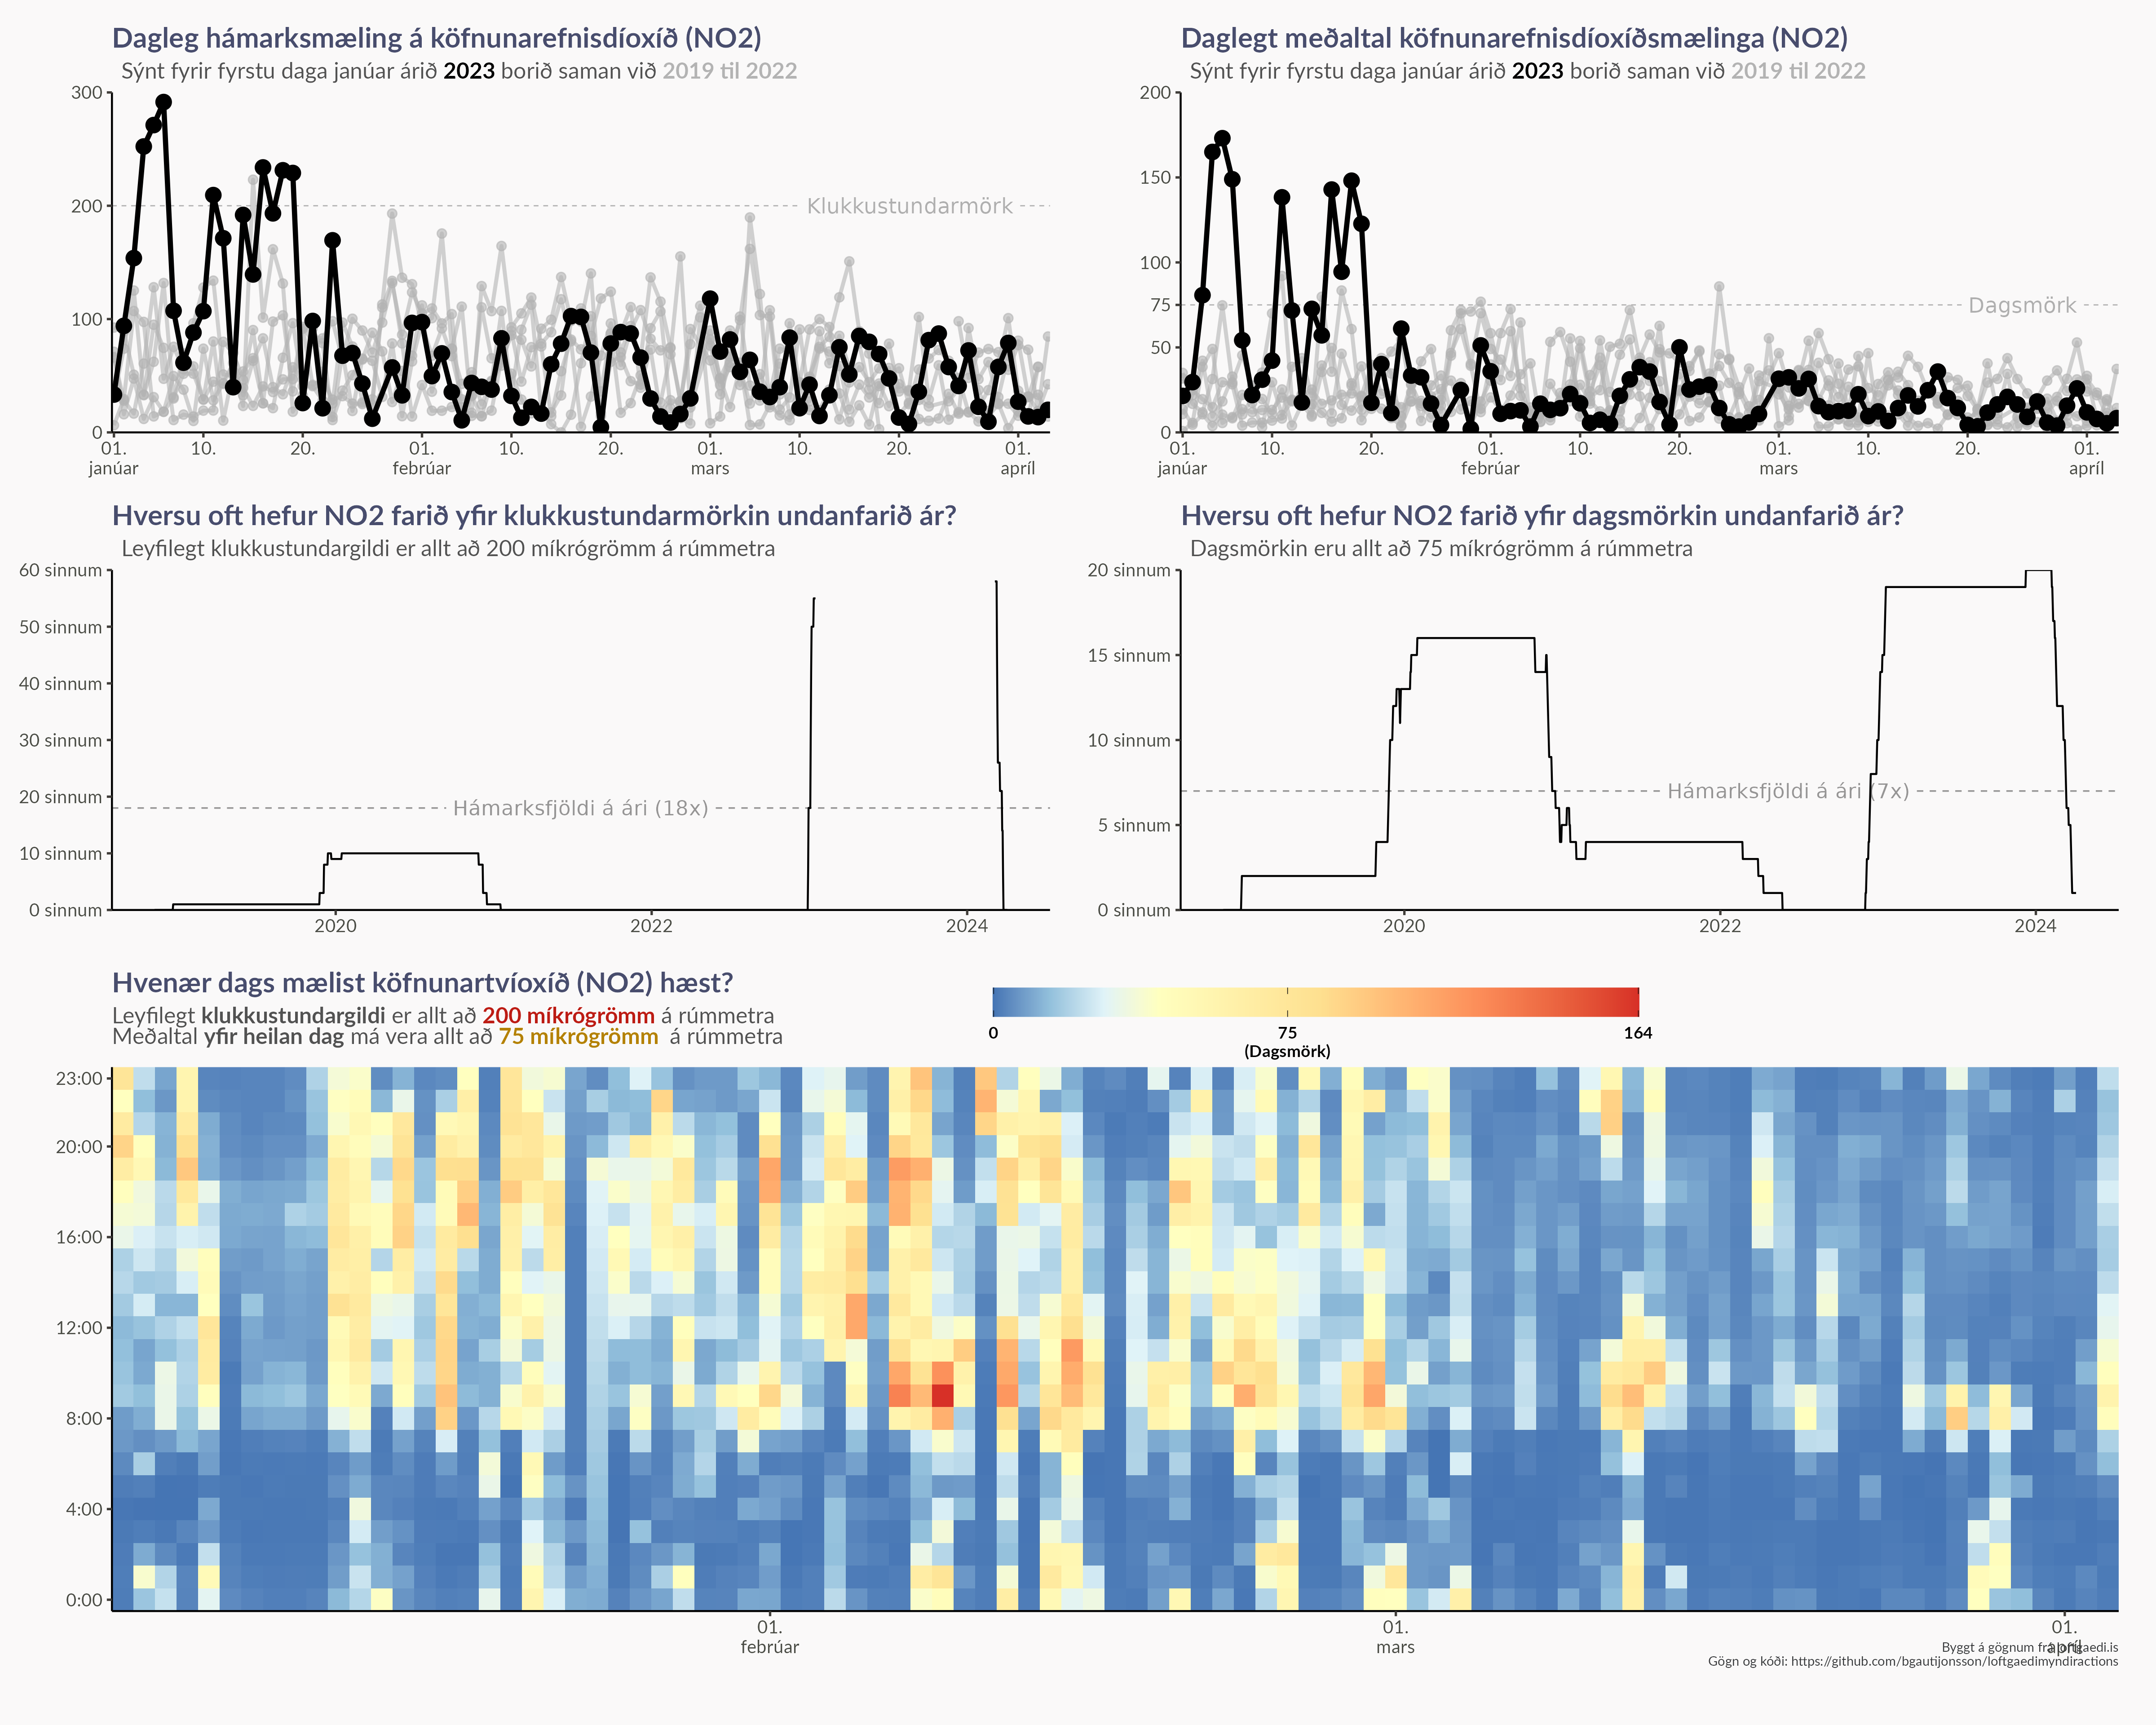 Dagleg hámarksmæling á köfnunarefnisdíoxíð (NO2)
Sýnt fyrir fyrstu daga janúar árið 2023 borið saman við 2019 til 2022
300
200
100
0
Klukkustundarmörk
01. 10. 20. 01. 10. 20. 01. 10. 20. 01.
janúar febrúar mars apríl
Daglegt meðaltal köfnunarefnisdíoxíðsmælinga (NO2)
Sýnt fyrir fyrstu daga janúar árið 2023 borið saman við 2019 til 2022
200
150
100
75
50
0
Dagsmörk
01. 10. 20. 01. 10. 20. 01. 10. 20. 01.
janúar febrúar mars apríl
Hversu oft hefur NO2 farið yfir klukkustundarmörkin undanfarið ár?
Leyfilegt klukkustundargildi er allt að 200 míkrógrömm á rúmmetra
60 sinnum
50 sinnum
40 sinnum
30 sinnum
20 sinnum
10 sinnum
0 sinnum
Hámarksfjöldi á ári (18x)
2020 2022 2024
Hversu oft hefur NO2 farið yfir dagsmörkin undanfarið ár?
Dagsmörkin eru allt að 75 míkrógrömm á rúmmetra
20 sinnum
15 sinnum
10 sinnum
5 sinnum
0 sinnum
Hámarksfjöldi á ári (7x)
2020 2022 2024
Hvenær dags mælist köfnunartvíoxíð (NO2) hæst?
Leyfilegt klukkustundargildi er allt að 200 míkrógrömm á rúmmetra
Meðaltal yfir heilan dag má vera allt að 75 míkrógrömm á rúmmetra
0 75 164
(Dagsmörk)
23:00
20:00
16:00
12:00
8:00
4:00
0:00
01. 01. 01.
febrúar mars apríl
Byggt á gögnum frá loftgaedi.is
Gögn og kóði: https://github.com/bgautijonsson/loftgaedimyndiractions